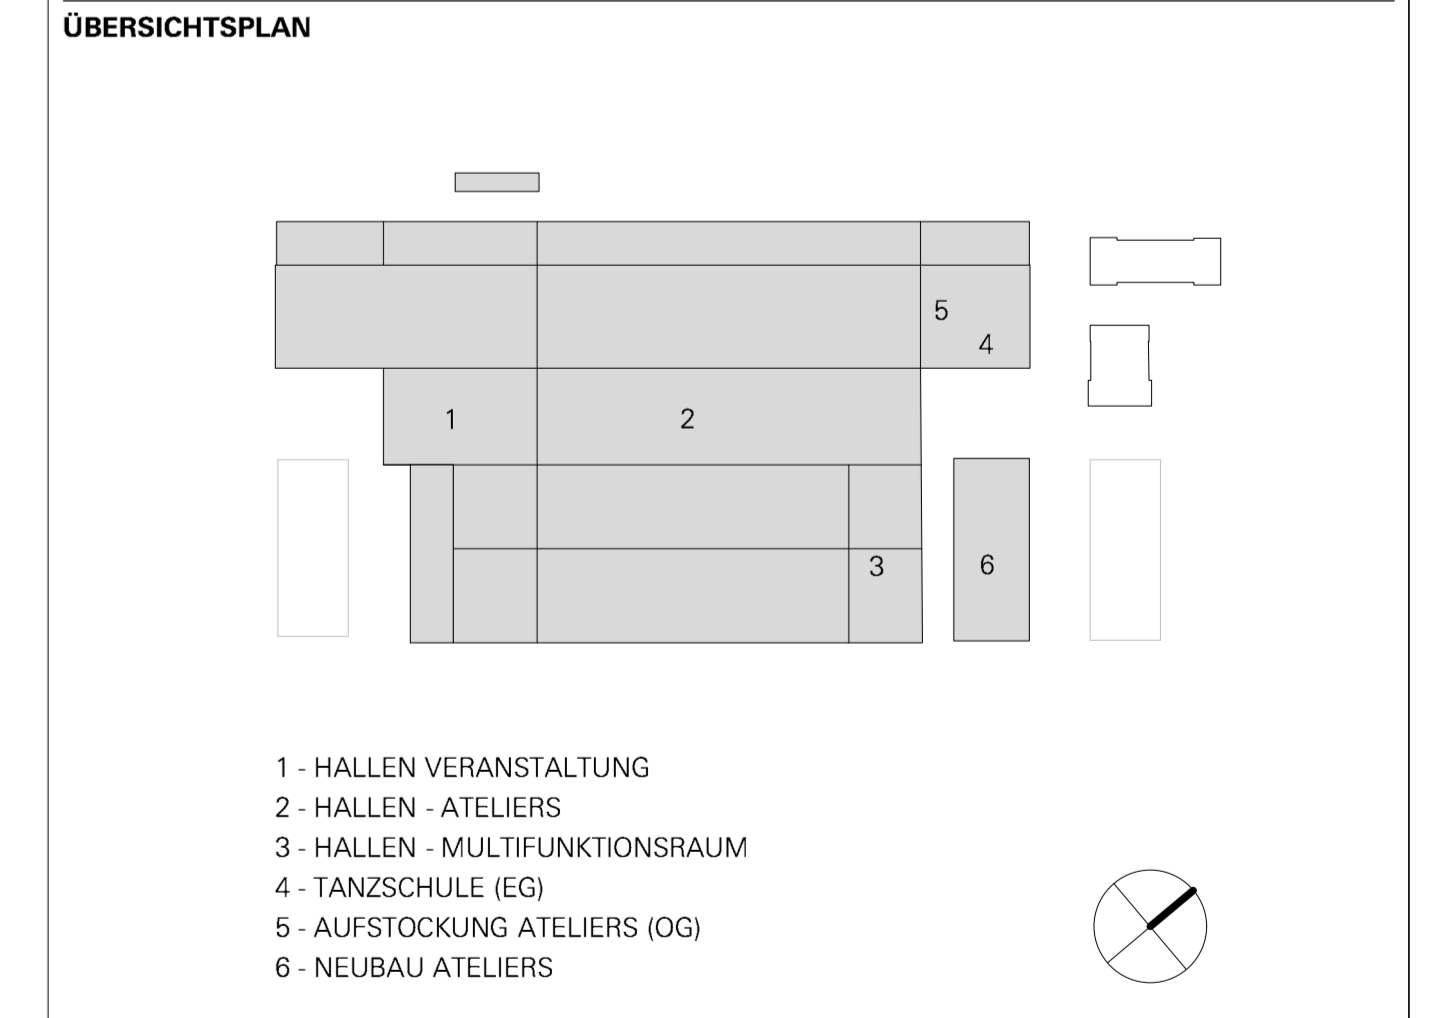 ÜBERSICHTSPLAN
5
4
1
2
3
6
1 - HALLEN VERANSTALTUNG
2 - HALLEN - ATELIERS
3 - HALLEN - MULTIFUNKTIONSRAUM
4 - TANZSCHULE (EG)
5 - AUFSTOCKUNG ATELIERS (OG)
6 - NEUBAU ATELIERS